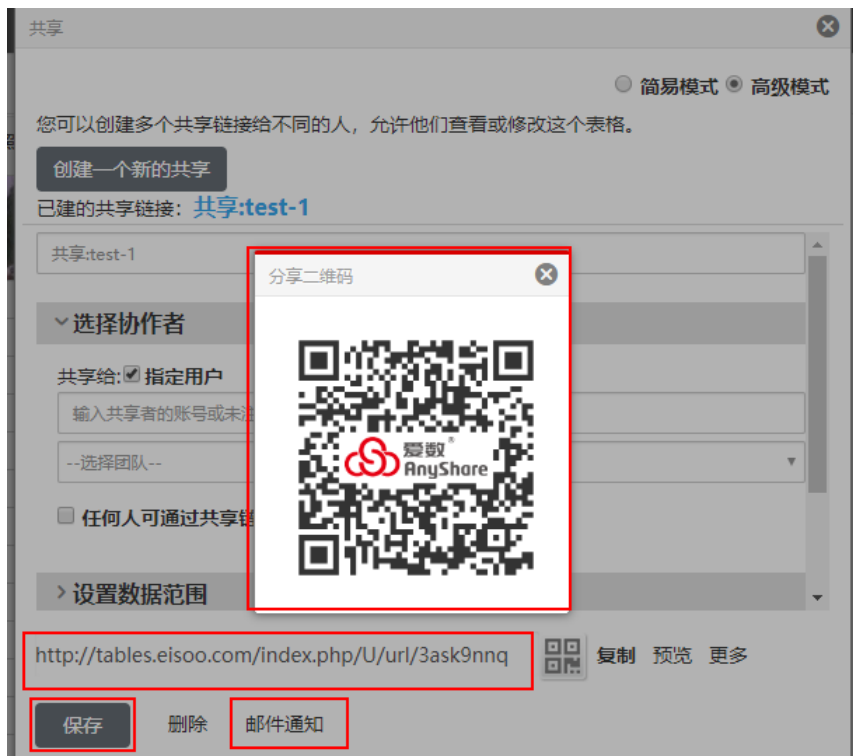 共享
简易模式 高级模式
您可以创建多个共享链接给不同的人，允许他们查看或修改这个表格。
创建一个新的共享
已建的共享链接：共享:test-1
共享:test-1
分享二维码
选择协作者
共享给:指定用户
输入共享者的账号或未
爱数®
AnyShare
--选择团队--
任何人可通过共享
设置数据范围
http://tables.eisoo.com/index.php/U/url/3ask9nnq 复制 预览 更多
保存 删除 邮件通知